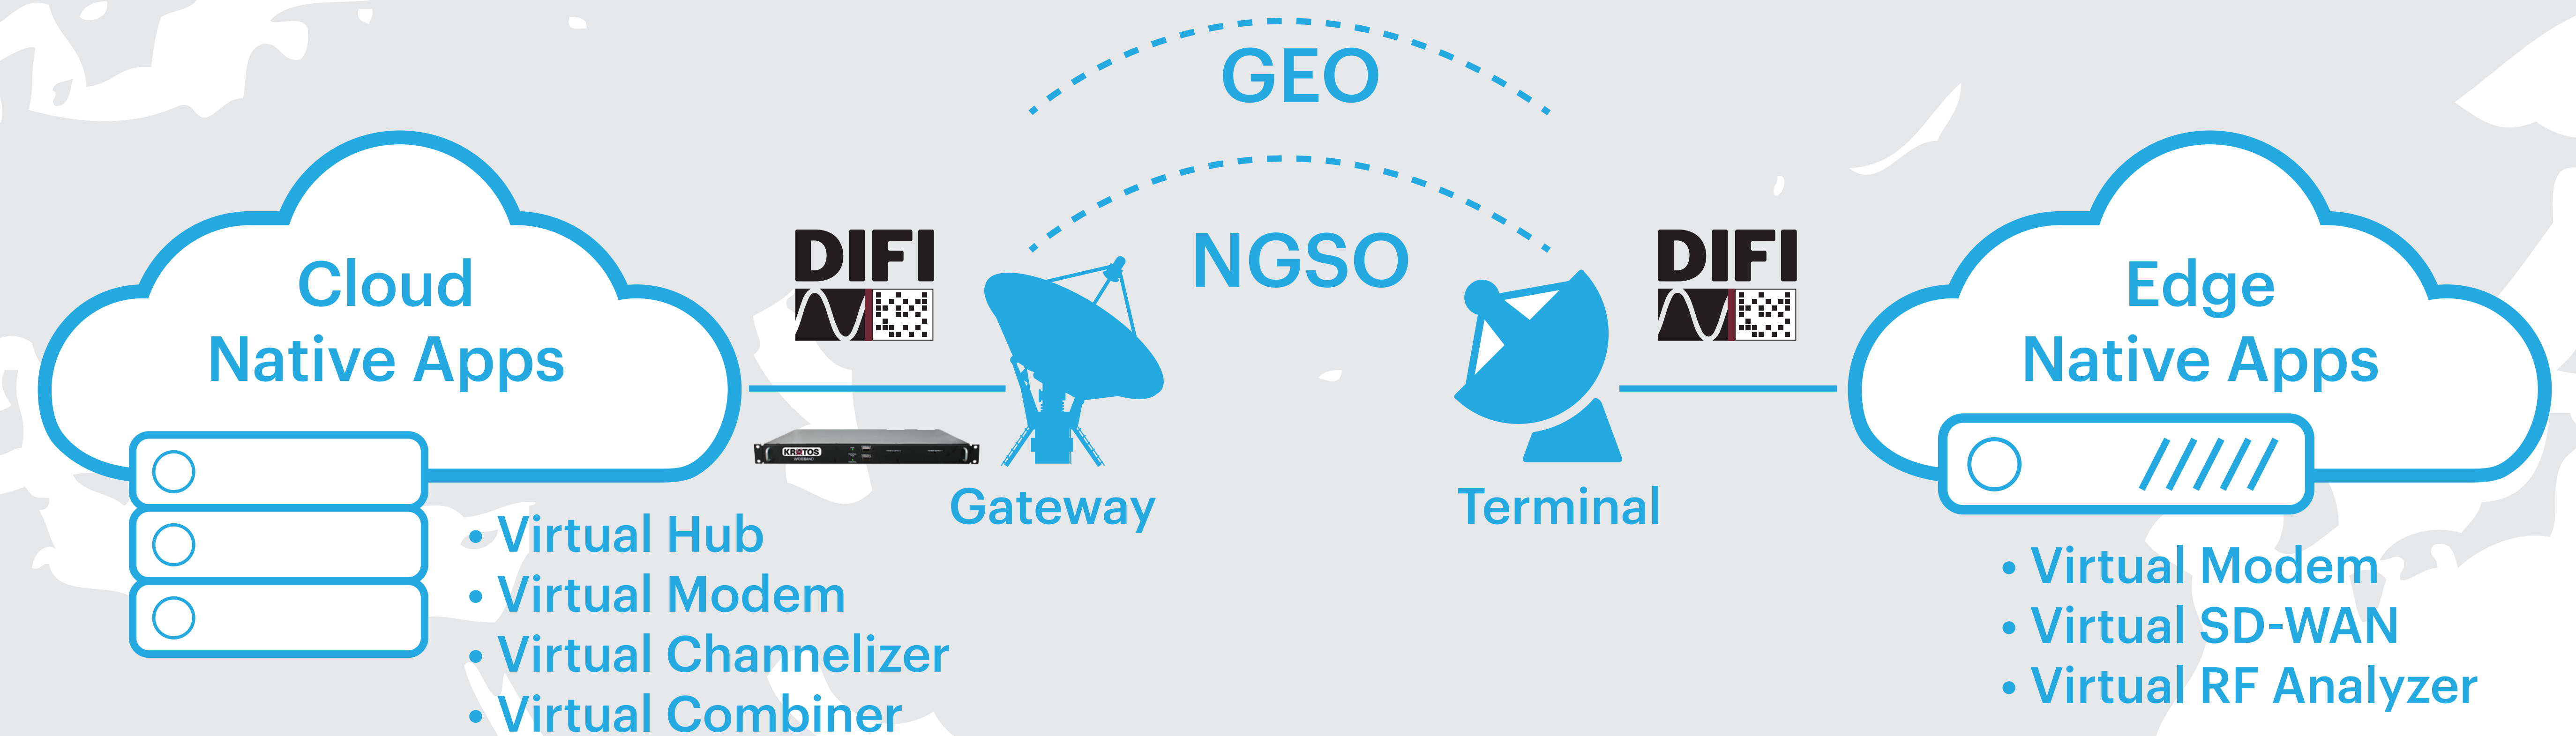 GEO
NGSO
Cloud
Native Apps
DIFI
DIFI
Edge
Native Apps
KRATOS
Gateway
Terminal
• Virtual Hub
• Virtual Modem
• Virtual Channelizer
• Virtual Combiner
• Virtual Modem
• Virtual SD-WAN
• Virtual RF Analyzer